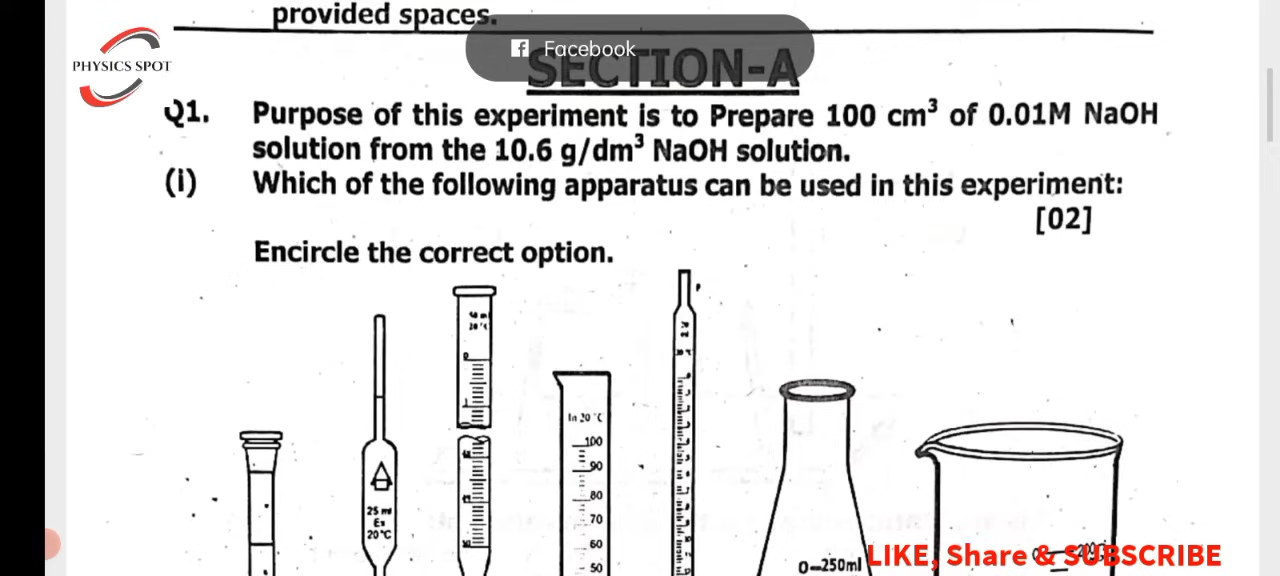 provided spaces.
PHYSICS SPOT
Facebook
SECTION-A
Q1. Purpose of this experiment is to Prepare 100 cm³ of 0.01M NaOH
solution from the 10.6 g/dm³ NaOH solution.
(i) Which of the following apparatus can be used in this experiment:
[02]
Encircle the correct option.
20°C
In 20°C
100
90
80
70
60
50
25 ml
Ex
20°C
0-250ml
LIKE, Share & SUBSCRIBE